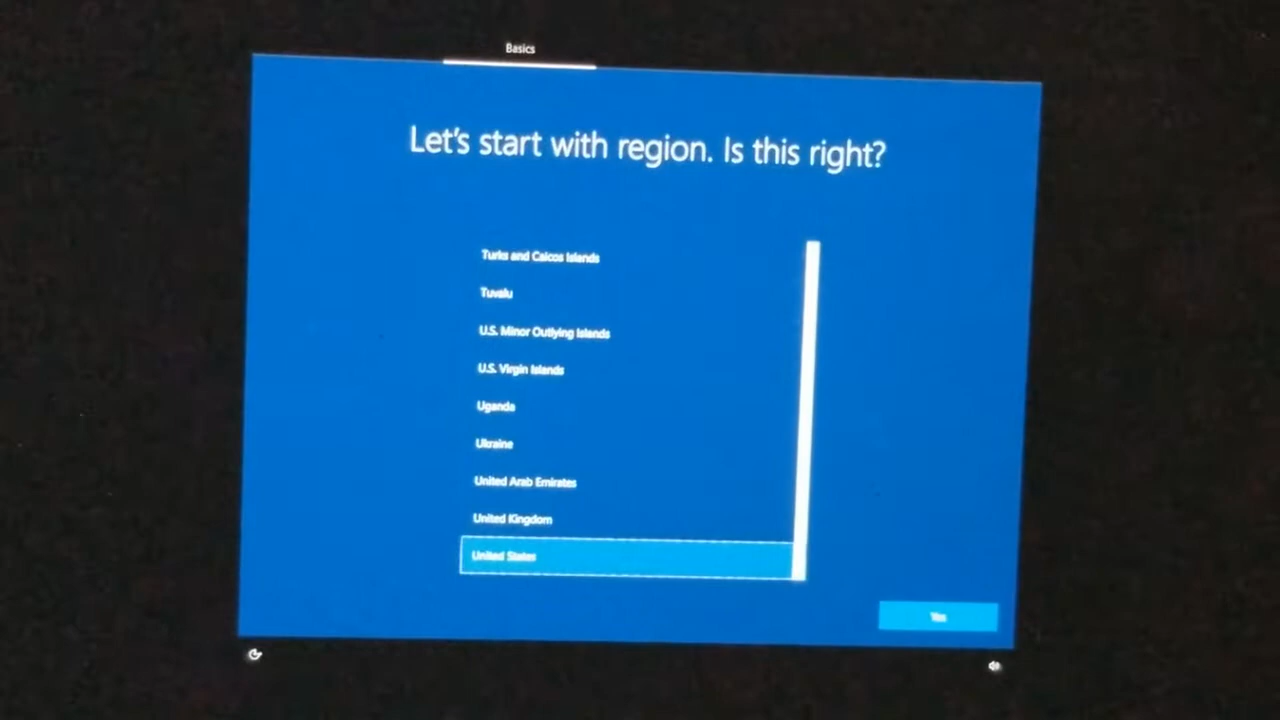 Basics
Let's start with region. Is this right?
Turks and Caicos Islands
Tuvalu
U.S. Minor Outlying Islands
U.S. Virgin Islands
Uganda
Ukraine
United Arab Emirates
United Kingdom
United States
Yes